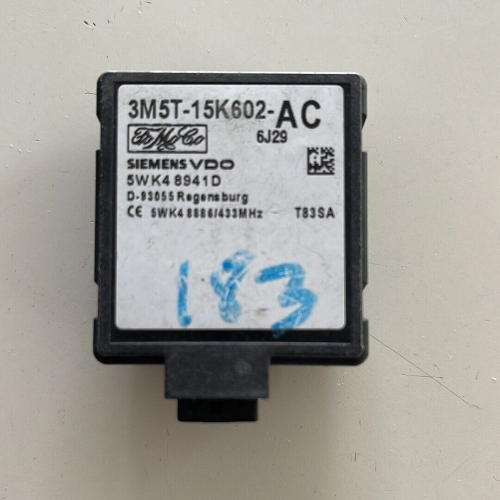 3M5T-15K602-AC
FoMoCo 6J29
SIEMENS VDO
5WK4 8941D
D-93055 Regensburg
CE 5WK4 8886/433MHz T83SA
183